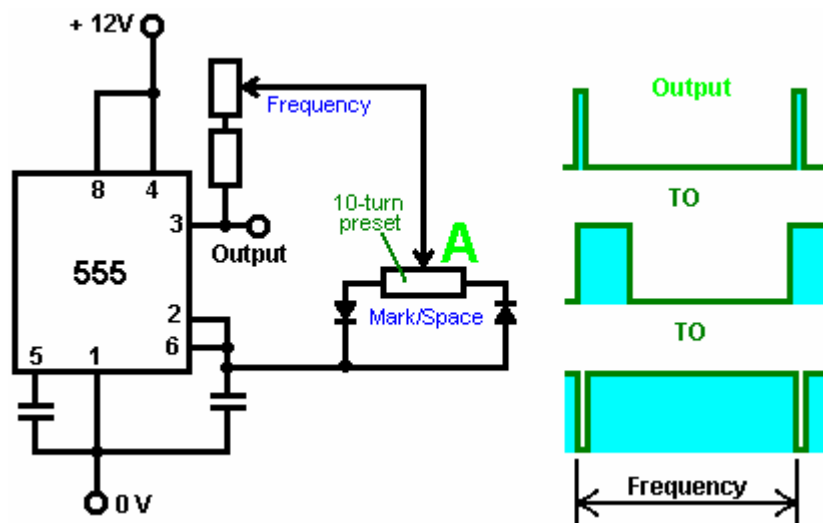 + 12V
Frequency
8
4
3
10-turn
preset
A
Output
555
2
Mark/Space
6
5
1
0 V
Output
TO
TO
Frequency